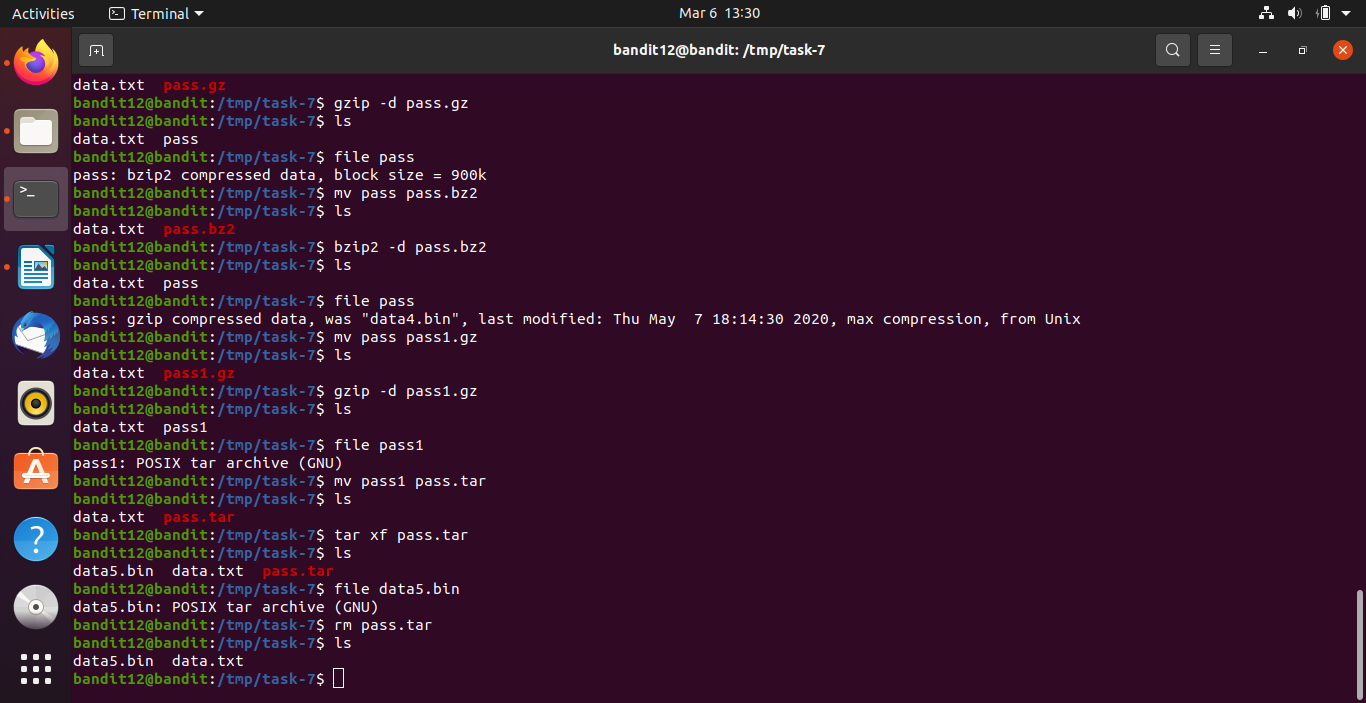 Activities Terminal Mar 6 13:30
bandit12@bandit: /tmp/task-7
data.txt  pass.gz
bandit12@bandit:/tmp/task-7$ gzip -d pass.gz
bandit12@bandit:/tmp/task-7$ ls
data.txt  pass
bandit12@bandit:/tmp/task-7$ file pass
pass: bzip2 compressed data, block size = 900k
bandit12@bandit:/tmp/task-7$ mv pass pass.bz2
bandit12@bandit:/tmp/task-7$ ls
data.txt  pass.bz2
bandit12@bandit:/tmp/task-7$ bzip2 -d pass.bz2
bandit12@bandit:/tmp/task-7$ ls
data.txt  pass
bandit12@bandit:/tmp/task-7$ file pass
pass: gzip compressed data, was "data4.bin", last modified: Thu May  7 18:14:30 2020, max compression, from Unix
bandit12@bandit:/tmp/task-7$ mv pass pass1.gz
bandit12@bandit:/tmp/task-7$ ls
data.txt  pass1.gz
bandit12@bandit:/tmp/task-7$ gzip -d pass1.gz
bandit12@bandit:/tmp/task-7$ ls
data.txt  pass1
bandit12@bandit:/tmp/task-7$ file pass1
pass1: POSIX tar archive (GNU)
bandit12@bandit:/tmp/task-7$ mv pass1 pass.tar
bandit12@bandit:/tmp/task-7$ ls
data.txt  pass.tar
bandit12@bandit:/tmp/task-7$ tar xf pass.tar
bandit12@bandit:/tmp/task-7$ ls
data5.bin  data.txt  pass.tar
bandit12@bandit:/tmp/task-7$ file data5.bin
data5.bin: POSIX tar archive (GNU)
bandit12@bandit:/tmp/task-7$ rm pass.tar
bandit12@bandit:/tmp/task-7$ ls
data5.bin  data.txt
bandit12@bandit:/tmp/task-7$